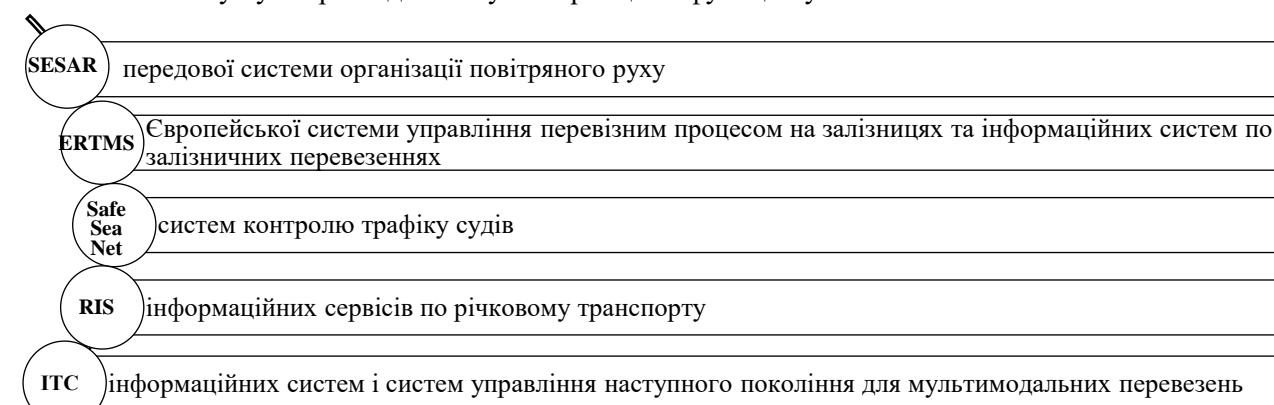 SESAR
передової системи організації повітряного руху
ERTMS
Європейської системи управління перевізним процесом на залізницях та інформаційних систем по
залізничних перевезеннях
Safe
Sea
Net
систем контролю трафіку судів
RIS
інформаційних сервісів по річковому транспорту
ІТС
інформаційних систем і систем управління наступного покоління для мультимодальних перевезень